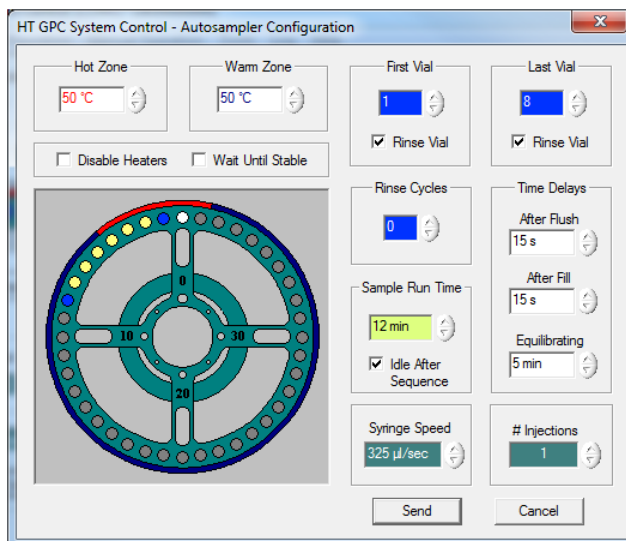 HT GPC System Control - Autosampler Configuration
Hot Zone
50 °C
Warm Zone
50 °C
Disable Heaters
Wait Until Stable
0
10
30
20
First Vial
1
Rinse Vial
Last Vial
8
Rinse Vial
Rinse Cycles
0
Time Delays
After Flush
15 s
After Fill
15 s
Equilibrating
5 min
Sample Run Time
12 min
Idle After
Sequence
Syringe Speed
325 µl/sec
# Injections
1
Send
Cancel